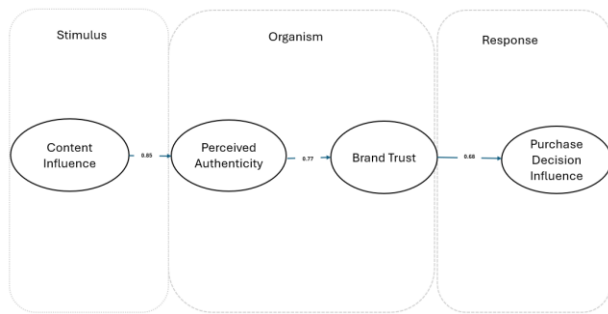 Stimulus
Organism
Response
Content
Influence
0.85
Perceived
Authenticity
0.77
Brand Trust
0.68
Purchase
Decision
Influence